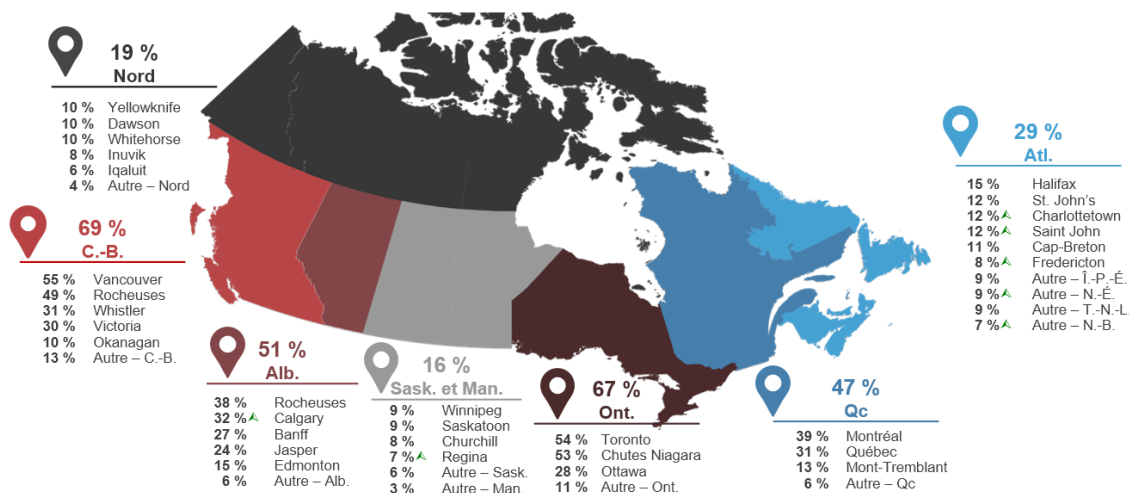 19 %
Nord
10 % Yellowknife
10 % Dawson
10 % Whitehorse
8 % Inuvik
6 % Iqaluit
4 % Autre – Nord
69 %
C.-B.
55 % Vancouver
49 % Rocheuses
31 % Whistler
30 % Victoria
10 % Okanagan
13 % Autre – C.-B.
51 %
Alb.
38 % Rocheuses
32 % Calgary
27 % Banff
24 % Jasper
15 % Edmonton
6 % Autre – Alb.
16 %
Sask. et Man.
9 % Winnipeg
9 % Saskatoon
8 % Churchill
7 % Regina
6 % Autre – Sask.
3 % Autre – Man.
67 %
Ont.
54 % Toronto
53 % Chutes Niagara
28 % Ottawa
11 % Autre – Ont.
47 %
Qc
39 % Montréal
31 % Québec
13 % Mont-Tremblant
6 % Autre – Qc
29 %
Atl.
15 % Halifax
12 % St. John's
12 % Charlottetown
12 % Saint John
11 % Cap-Breton
8 % Fredericton
9 % Autre – Î.-P.-É.
9 % Autre – N.-É.
9 % Autre – T.-N.-L.
7 % Autre – N.-B.